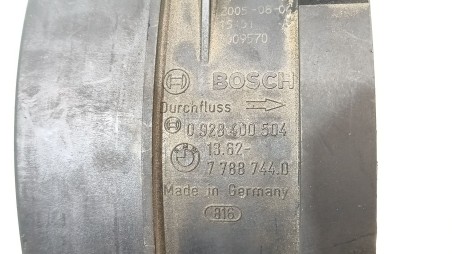 2005-08-0
009570
BOSCH
Durchfluss
0 928 400 504
13.62-
7 788 744.0
Made in Germany
816